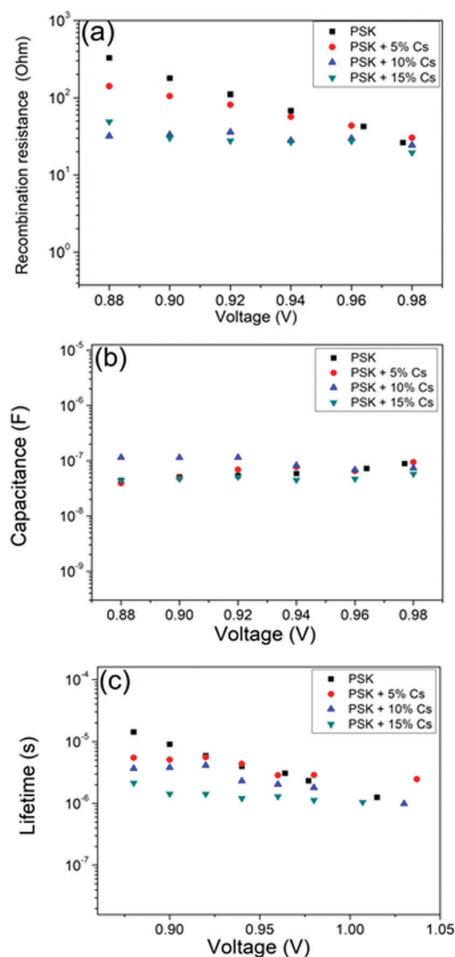 (a)
PSK
PSK + 5% Cs
PSK + 10% Cs
PSK + 15% Cs
Recombination resistance (Ohm)
10³
10²
10¹
10⁰
0.88 0.90 0.92 0.94 0.96 0.98
Voltage (V)
(b)
PSK
PSK + 5% Cs
PSK + 10% Cs
PSK + 15% Cs
Capacitance (F)
10⁻⁵
10⁻⁶
10⁻⁷
10⁻⁸
10⁻⁹
0.88 0.90 0.92 0.94 0.96 0.98
Voltage (V)
(c)
PSK
PSK + 5% Cs
PSK + 10% Cs
PSK + 15% Cs
Lifetime (s)
10⁻⁴
10⁻⁵
10⁻⁶
10⁻⁷
0.90 0.95 1.00 1.05
Voltage (V)